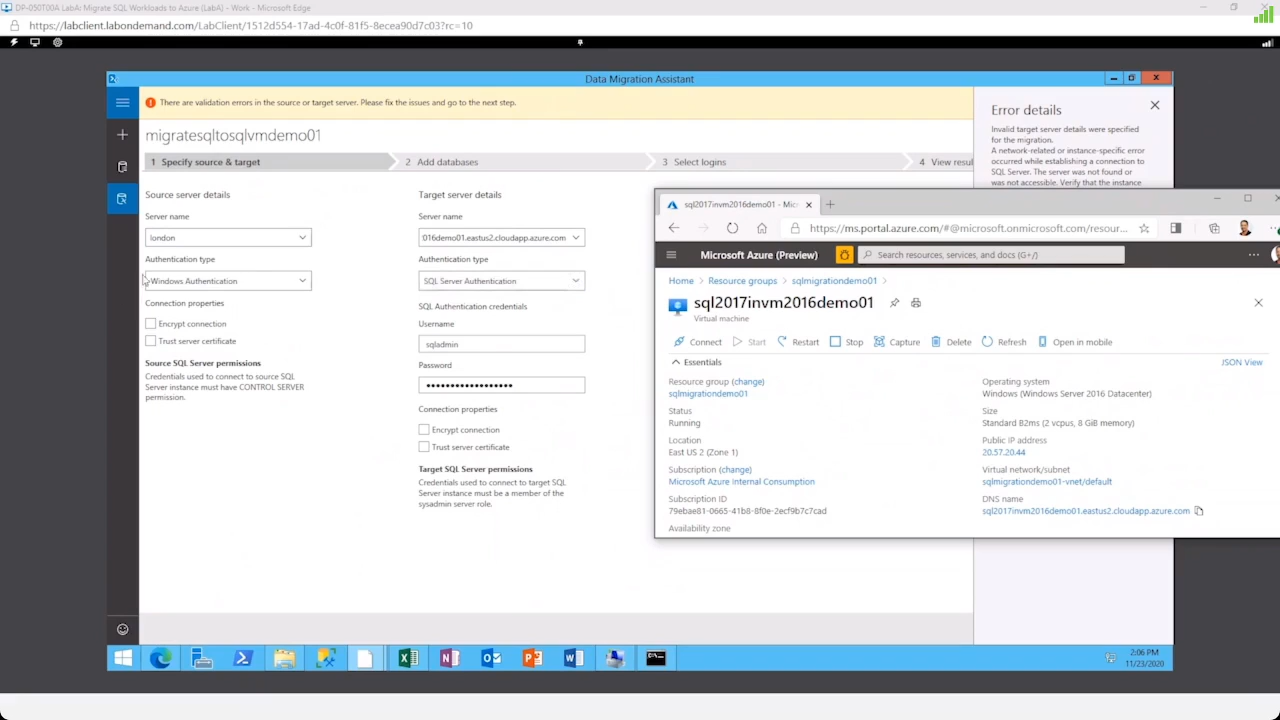 DP-050T00A LabA: Migrate SQL Workloads to Azure (LabA) - Work - Microsoft Edge
https://labclient.labondemand.com/LabClient/1512d554-17ad-4c0f-81f5-8ecea90d7c03?rc=10
Data Migration Assistant
There are validation errors in the source or target server. Please fix the issues and go to the next step.
migratesqltosqlvmdemo01
1 Specify source & target
2 Add databases
3 Select logins
4 View resul
Source server details
Server name
london
Authentication type
Windows Authentication
Connection properties
Encrypt connection
Trust server certificate
Source SQL Server permissions
Credentials used to connect to source SQL
Server instance must have CONTROL SERVER
permission.
Target server details
Server name
016demo01.eastus2.cloudapp.azure.com
Authentication type
SQL Server Authentication
SQL Authentication credentials
Username
sqladmin
Password
••••••••••••••••••
Connection properties
Encrypt connection
Trust server certificate
Target SQL Server permissions
Credentials used to connect to target SQL
Server instance must be a member of the
sysadmin server role.
Error details
Invalid target server details were specified
for the migration.
A network-related or instance-specific error
occurred while establishing a connection to
SQL Server. The server was not found or
was not accessible. Verify that the instance
sql2017invm2016demo01 - Mic
https://ms.portal.azure.com/#@microsoft.onmicrosoft.com/resour...
Microsoft Azure (Preview)
Search resources, services, and docs (G+/)
Home > Resource groups > sqlmigrationdemo01 >
sql2017invm2016demo01
Virtual machine
Connect
Start
Restart
Stop
Capture
Delete
Refresh
Open in mobile
Essentials
JSON View
Resource group (change)
sqlmigrationdemo01
Status
Running
Location
East US 2 (Zone 1)
Subscription (change)
Microsoft Azure Internal Consumption
Subscription ID
79ebae81-0665-41b8-8f0e-2ecf9b7c7cad
Availability zone
Operating system
Windows (Windows Server 2016 Datacenter)
Size
Standard B2ms (2 vcpus, 8 GiB memory)
Public IP address
20.57.20.44
Virtual network/subnet
sqlmigrationdemo01-vnet/default
DNS name
sql2017invm2016demo01.eastus2.cloudapp.azure.com
2:06 PM
11/23/2020